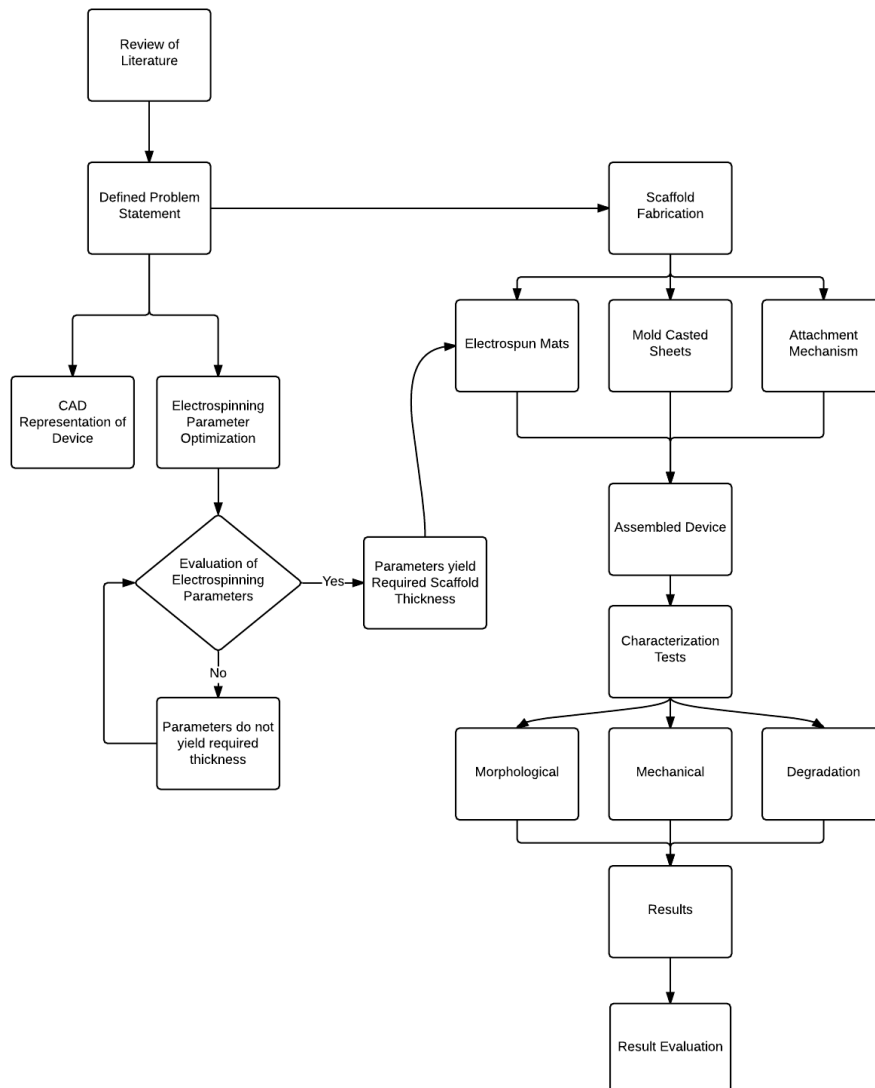 Review of
Literature
Defined Problem
Statement
Scaffold
Fabrication
Electrospun Mats
Mold Casted
Sheets
Attachment
Mechanism
CAD
Representation of
Device
Electrospinning
Parameter
Optimization
Assembled Device
Evaluation of
Electrospinning
Parameters
Yes
Parameters yield
Required Scaffold
Thickness
No
Parameters do not
yield required
thickness
Characterization
Tests
Morphological
Mechanical
Degradation
Results
Result Evaluation